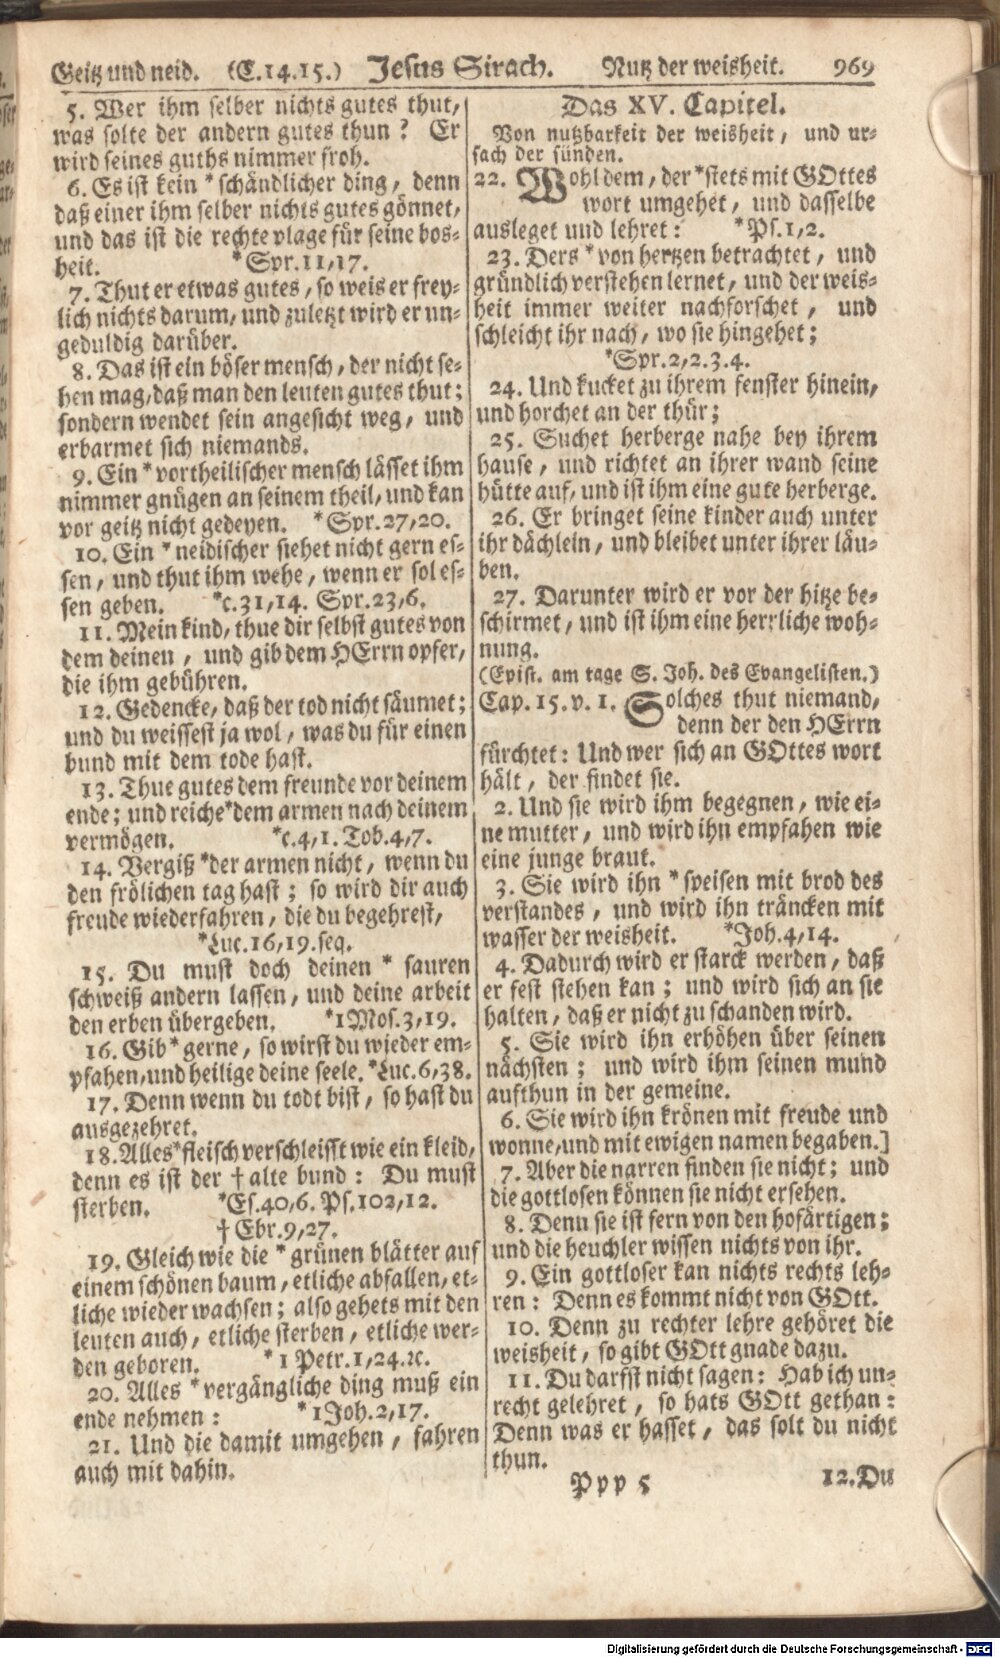 Geitz und neid. (C.14.15.) Jesus Sirach. Nutz der weisheit. 969
5. Wer ihm selber nichts gutes thut,
was solte der andern gutes thun? Er
wird seines guths nimmer froh.
6. Es ist kein * schändlicher ding, denn
daß einer ihm selber nichts gutes gönnet,
und das ist die rechte plage für seine bos-
heit. * Spr. 11, 17.
7. Thut er etwas gutes, so weis er frey-
lich nichts darum, und zuletzt wird er un-
geduldig darüber.
8. Das ist ein böser mensch, der nicht se-
hen mag, daß man den leuten gutes thut;
sondern wendet sein angesicht weg, und
erbarmet sich niemands.
9. Ein * vortheilischer mensch lässet ihm
nimmer gnügen an seinem theil, und kan
vor geitz nicht gedeyen. * Spr. 27, 20.
10. Ein * neidischer siehet nicht gern es-
sen, und thut ihm wehe, wenn er sol es-
sen geben. *c. 31, 14. Spr. 23, 6.
11. Mein kind, thue dir selbst gutes von
dem deinen, und gib dem HErrn opfer,
die ihm gebühren.
12. Gedencke, daß der tod nicht säumet;
und du weissest ja wol, was du für einen
bund mit dem tode hast.
13. Thue gutes dem freunde vor deinem
ende; und reiche *dem armen nach deinem
vermögen. *c. 4, 1. Tob. 4, 7.
14. Vergiß *der armen nicht, wenn du
den frölichen tag hast; so wird dir auch
freude wiederfahren, die du begehrest,
*Luc. 16, 19. seq.
15. Du must doch deinen * sauren
schweiß andern lassen, und deine arbeit
den erben übergeben. *1 Mos. 3, 19.
16. Gib * gerne, so wirst du wieder em-
pfahen, und heilige deine seele. *Luc. 6, 38.
17. Denn wenn du todt bist, so hast du
ausgezehret.
18. Alles *fleisch verschleisst wie ein kleid,
denn es ist der † alte bund: Du must
sterben. *Es. 40, 6. Ps. 102, 12.
† Ebr. 9, 27.
19. Gleich wie die * grünen blätter auf
einem schönen baum, etliche abfallen, et-
liche wieder wachsen; also gehets mit den
leuten auch, etliche sterben, etliche wer-
den geboren. * 1 Petr. 1, 24. 2c.
20. Alles * vergängliche ding muß ein
ende nehmen: * 1 Joh. 2, 17.
21. Und die damit umgehen, fahren
auch mit dahin.
Das XV. Capitel.
Von nutzbarkeit der weisheit, und ur-
sach der sünden.
22. Wohl dem, der *stets mit GOttes
wort umgehet, und dasselbe
ausleget und lehret: *Ps. 1, 2.
23. Ders * von hertzen betrachtet, und
gründlich verstehen lernet, und der weis-
heit immer weiter nachforschet, und
schleicht ihr nach, wo sie hingehet;
*Spr. 2, 2. 3. 4.
24. Und kucket zu ihrem fenster hinein,
und horchet an der thür;
25. Suchet herberge nahe bey ihrem
hause, und richtet an ihrer wand seine
hütte auf, und ist ihm eine gute herberge.
26. Er bringet seine kinder auch unter
ihr dächlein, und bleibet unter ihrer läu-
ben.
27. Darunter wird er vor der hitze be-
schirmet, und ist ihm eine herrliche woh-
nung.
(Epist. am tage S. Joh. des Evangelisten.)
Cap. 15. v. 1. Solches thut niemand,
denn der den HErrn
fürchtet: Und wer sich an GOttes wort
hält, der findet sie.
2. Und sie wird ihm begegnen, wie ei-
ne mutter, und wird ihn empfahen wie
eine junge braut.
3. Sie wird ihn * speisen mit brod des
verstandes, und wird ihn träncken mit
wasser der weisheit. *Joh. 4, 14.
4. Dadurch wird er starck werden, daß
er fest stehen kan; und wird sich an sie
halten, daß er nicht zu schanden wird.
5. Sie wird ihn erhöhen über seinen
nächsten; und wird ihm seinen mund
aufthun in der gemeine.
6. Sie wird ihn krönen mit freude und
wonne, und mit ewigen namen begaben.]
7. Aber die narren finden sie nicht; und
die gottlosen können sie nicht ersehen.
8. Denn sie ist fern von den hofärtigen;
und die heuchler wissen nichts von ihr.
9. Ein gottloser kan nichts rechts leh-
ren: Denn es kommt nicht von GOtt.
10. Denn zu rechter lehre gehöret die
weisheit, so gibt GOtt gnade dazu.
11. Du darfst nicht sagen: Hab ich un-
recht gelehret, so hats GOtt gethan:
Denn was er hasset, das solt du nicht
thun.
Ppp 5 12. Du
Digitalisierung gefördert durch die Deutsche Forschungsgemeinschaft - DFG